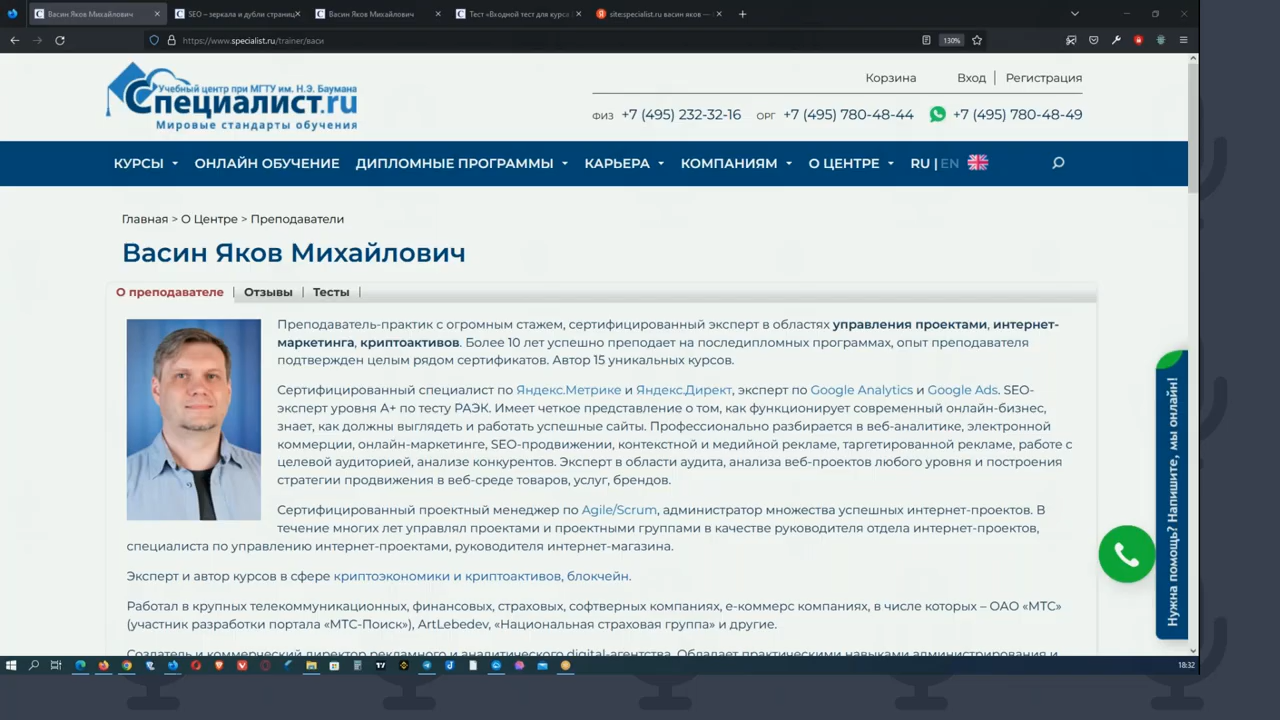 Васин Яков Михайлович
SEO – зеркала и дубли страниц
Васин Яков Михайлович
Тест «Входной тест для курса
site:specialist.ru васин яков —
https://www.specialist.ru/trainer/васи
130%
Учебный центр при МГТУ им. Н.Э. Баумана
Специалист.ru
Мировые стандарты обучения
Корзина
Вход | Регистрация
ФИЗ +7 (495) 232-32-16 ОРГ +7 (495) 780-48-44 +7 (495) 780-48-49
КУРСЫ ОНЛАЙН ОБУЧЕНИЕ ДИПЛОМНЫЕ ПРОГРАММЫ КАРЬЕРА КОМПАНИЯМ О ЦЕНТРЕ RU | EN
Главная > О Центре > Преподаватели
Васин Яков Михайлович
О преподавателе | Отзывы | Тесты |
Преподаватель-практик с огромным стажем, сертифицированный эксперт в областях управления проектами, интернет-
маркетинга, криптоактивов. Более 10 лет успешно преподает на последипломных программах, опыт преподавателя
подтвержден целым рядом сертификатов. Автор 15 уникальных курсов.
Сертифицированный специалист по Яндекс.Метрике и Яндекс.Директ, эксперт по Google Analytics и Google Ads. SEO-
эксперт уровня А+ по тесту РАЭК. Имеет четкое представление о том, как функционирует современный онлайн-бизнес,
знает, как должны выглядеть и работать успешные сайты. Профессионально разбирается в веб-аналитике, электронной
коммерции, онлайн-маркетинге, SEO-продвижении, контекстной и медийной рекламе, таргетированной рекламе, работе с
целевой аудиторией, анализе конкурентов. Эксперт в области аудита, анализа веб-проектов любого уровня и построения
стратегии продвижения в веб-среде товаров, услуг, брендов.
Сертифицированный проектный менеджер по Agile/Scrum, администратор множества успешных интернет-проектов. В
течение многих лет управлял проектами и проектными группами в качестве руководителя отдела интернет-проектов,
специалиста по управлению интернет-проектами, руководителя интернет-магазина.
Эксперт и автор курсов в сфере криптоэкономики и криптоактивов, блокчейн.
Работал в крупных телекоммуникационных, финансовых, страховых, софтверных компаниях, е-коммерс компаниях, в числе которых – ОАО «МТС»
(участник разработки портала «МТС-Поиск»), ArtLebedev, «Национальная страховая группа» и другие.
Создатель и коммерческий директор рекламного и аналитического digital-агентства. Обладает практическими навыками администрирования и
Нужна помощь? Напишите, мы онлайн!
18:32